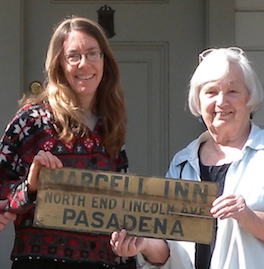 MARCELL INN
NORTH END LINCOLN AVE
PASADENA